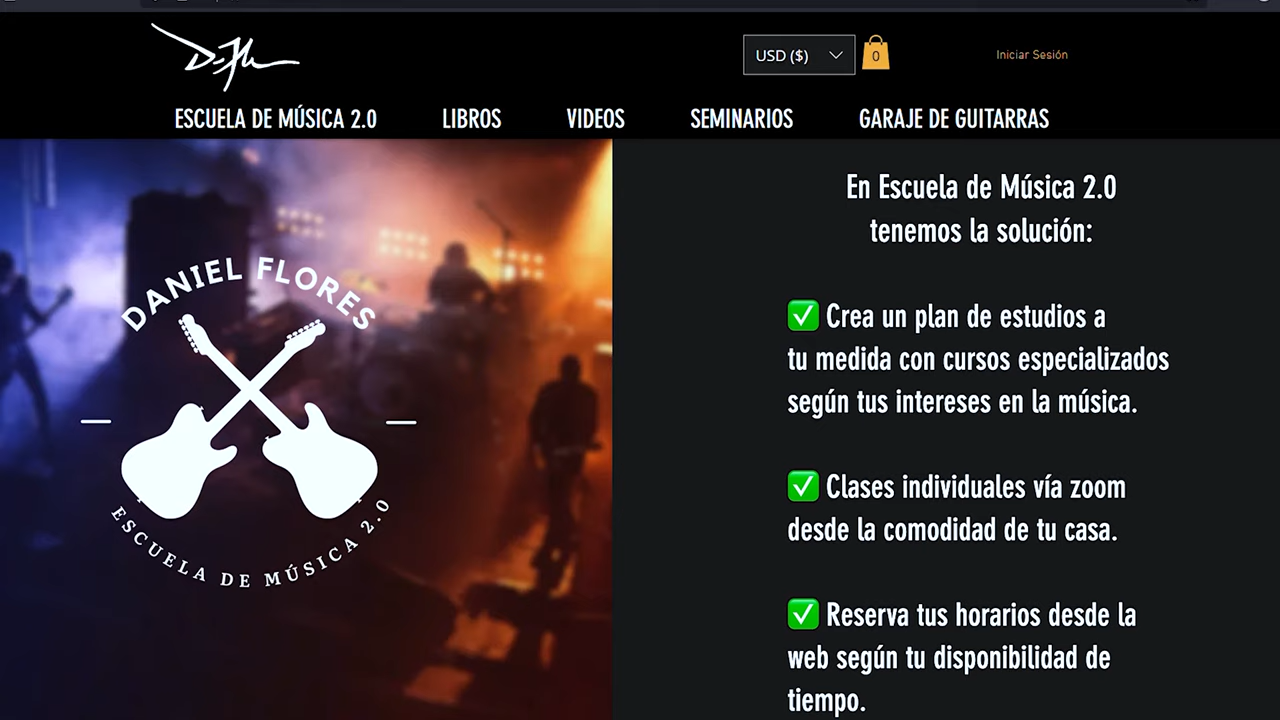 USD ($)
0
Iniciar Sesión
ESCUELA DE MÚSICA 2.0
LIBROS
VIDEOS
SEMINARIOS
GARAJE DE GUITARRAS
DANIEL FLORES
ESCUELA DE MÚSICA 2.0
En Escuela de Música 2.0
tenemos la solución:
✅ Crea un plan de estudios a
tu medida con cursos especializados
según tus intereses en la música.
✅ Clases individuales vía zoom
desde la comodidad de tu casa.
✅ Reserva tus horarios desde la
web según tu disponibilidad de
tiempo.